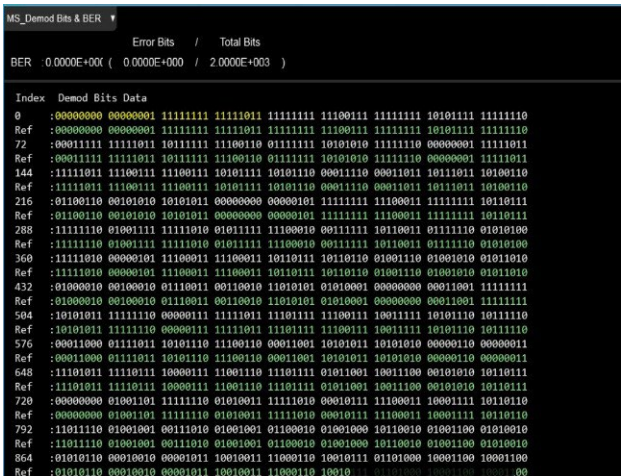 MS_Demod Bits & BER ▼
Error Bits / Total Bits
BER :0.0000E+00( ( 0.0000E+000 / 2.0000E+003 )
Index Demod Bits Data
0 :00000000 00000001 11111111 11111011 11111111 11100111 11111111 10101111 11111110
Ref :00000000 00000001 11111111 11111011 11111111 11100111 11111111 10101111 11111110
72 :00011111 11111011 10111111 11100110 01111111 10101010 11111110 00000001 11111011
Ref :00011111 11111011 10111111 11100110 01111111 10101010 11111110 00000001 11111011
144 :11111011 11100111 11100111 10101111 10101110 00011110 00011011 10111011 10100110
Ref :11111011 11100111 11100111 10101111 10101110 00011110 00011011 10111011 10100110
216 :01100110 00101010 10101011 00000000 00000101 11111111 11100011 11111111 10110111
Ref :01100110 00101010 10101011 00000000 00000101 11111111 11100011 11111111 10110111
288 :11111110 01001111 11111010 01011111 11100010 00111111 10110011 01111110 01010100
Ref :11111110 01001111 11111010 01011111 11100010 00111111 10110011 01111110 01010100
360 :11111010 00000101 11100011 11100011 10110111 10110110 01001110 01001010 01011010
Ref :11111010 00000101 11100011 11100011 10110111 10110110 01001110 01001010 01011010
432 :01000010 00100010 01110011 00110010 11010101 01010001 00000000 00011001 11111111
Ref :01000010 00100010 01110011 00110010 11010101 01010001 00000000 00011001 11111111
504 :10101011 11111110 00000111 11111011 11101111 11100111 10011111 10101110 10111110
Ref :10101011 11111110 00000111 11111011 11101111 11100111 10011111 10101110 10111110
576 :00011000 01111011 10101110 11100110 00011001 10101011 10101010 00000110 00000011
Ref :00011000 01111011 10101110 11100110 00011001 10101011 10101010 00000110 00000011
648 :11101011 11110111 10000111 11001110 11101111 01011001 10011100 00101010 10110111
Ref :11101011 11110111 10000111 11001110 11101111 01011001 10011100 00101010 10110111
720 :00000000 01001101 11111110 01010011 11111010 00010111 11100011 10001111 10110110
Ref :00000000 01001101 11111110 01010011 11111010 00010111 11100011 10001111 10110110
792 :11011110 01001001 00111010 01001001 01100010 01001000 10110010 01001100 01010010
Ref :11011110 01001001 00111010 01001001 01100010 01001000 10110010 01001100 01010010
864 :01010110 00010010 00001011 10010011 11000110 10010111 01101000 10001100 10001100
Ref :01010110 00010010 00001011 10010011 11000110